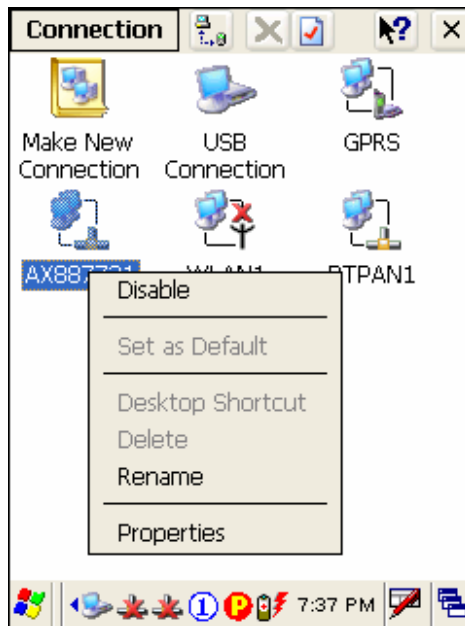 Connection
Make New Connection
USB Connection
GPRS
BTPAN1
Disable
Set as Default
Desktop Shortcut
Delete
Rename
Properties
1
P
7:37 PM